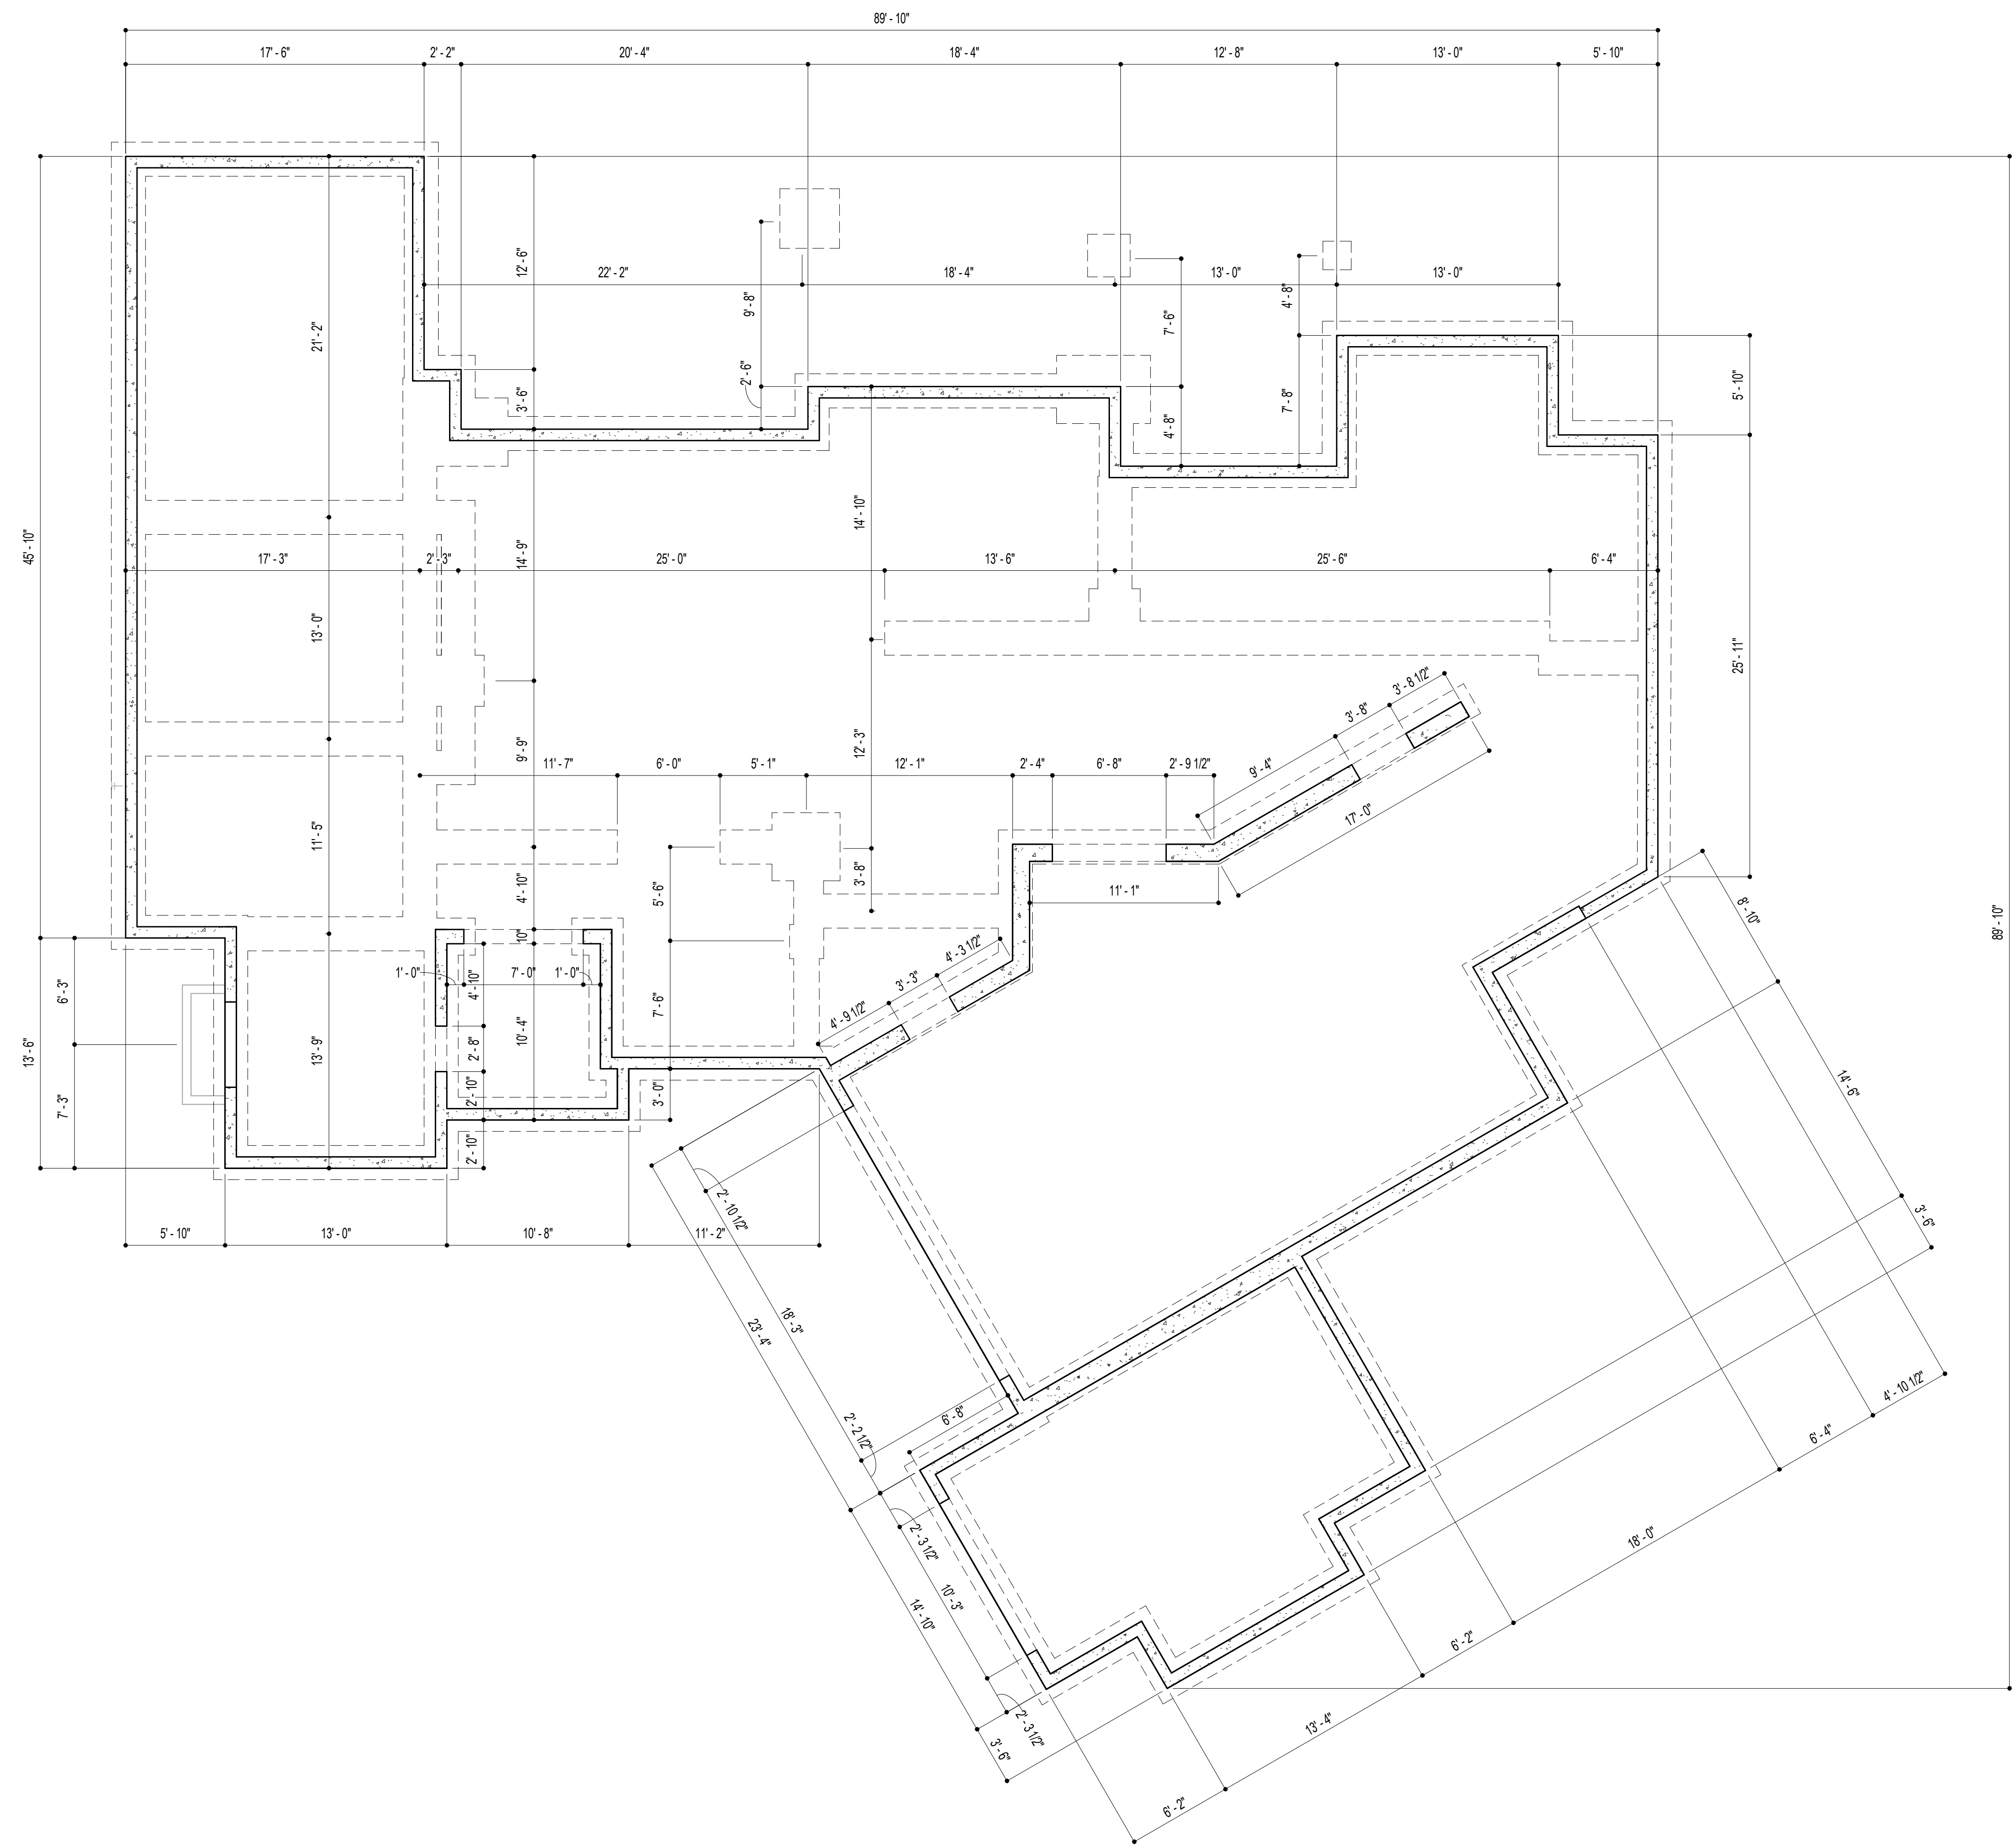 89' - 10"
17' - 6"
2' - 2"
20' - 4"
18' - 4"
12' - 8"
13' - 0"
5' - 10"
12' - 6"
22' - 2"
18' - 4"
13' - 0"
13' - 0"
9' - 8"
4' - 8"
7' - 6"
21' - 2"
2' - 6"
5' - 10"
3' - 6"
7' - 8"
4' - 8"
14' - 10"
45' - 10"
17' - 3"
2' - 3"
14' - 9"
25' - 0"
13' - 6"
25' - 6"
6' - 4"
13' - 0"
25' - 11"
3' - 8 1/2"
3' - 8"
9' - 4"
12' - 3"
9' - 9"
11' - 7"
6' - 0"
5' - 1"
12' - 1"
2' - 4"
6' - 8"
2' - 9 1/2"
17' - 0"
11' - 5"
4' - 10"
5' - 6"
3' - 8"
11' - 1"
8' - 10"
89' - 10"
10"
4' - 3 1/2"
1' - 0"
4' - 10"
7' - 0"
1' - 0"
3' - 3"
6' - 3"
4' - 9 1/2"
7' - 6"
10' - 4"
13' - 6"
13' - 9"
2' - 8"
14' - 6"
7' - 3"
2' - 10"
3' - 0"
2' - 10"
2' - 10 1/2"
3' - 6"
5' - 10"
13' - 0"
10' - 8"
11' - 2"
18' - 3"
23' - 4"
4' - 10 1/2"
6' - 8"
2' - 2 1/2"
6' - 4"
2' - 3 1/2"
18' - 0"
10' - 3"
14' - 10"
6' - 2"
2' - 3 1/2"
13' - 4"
3' - 6"
6' - 2"